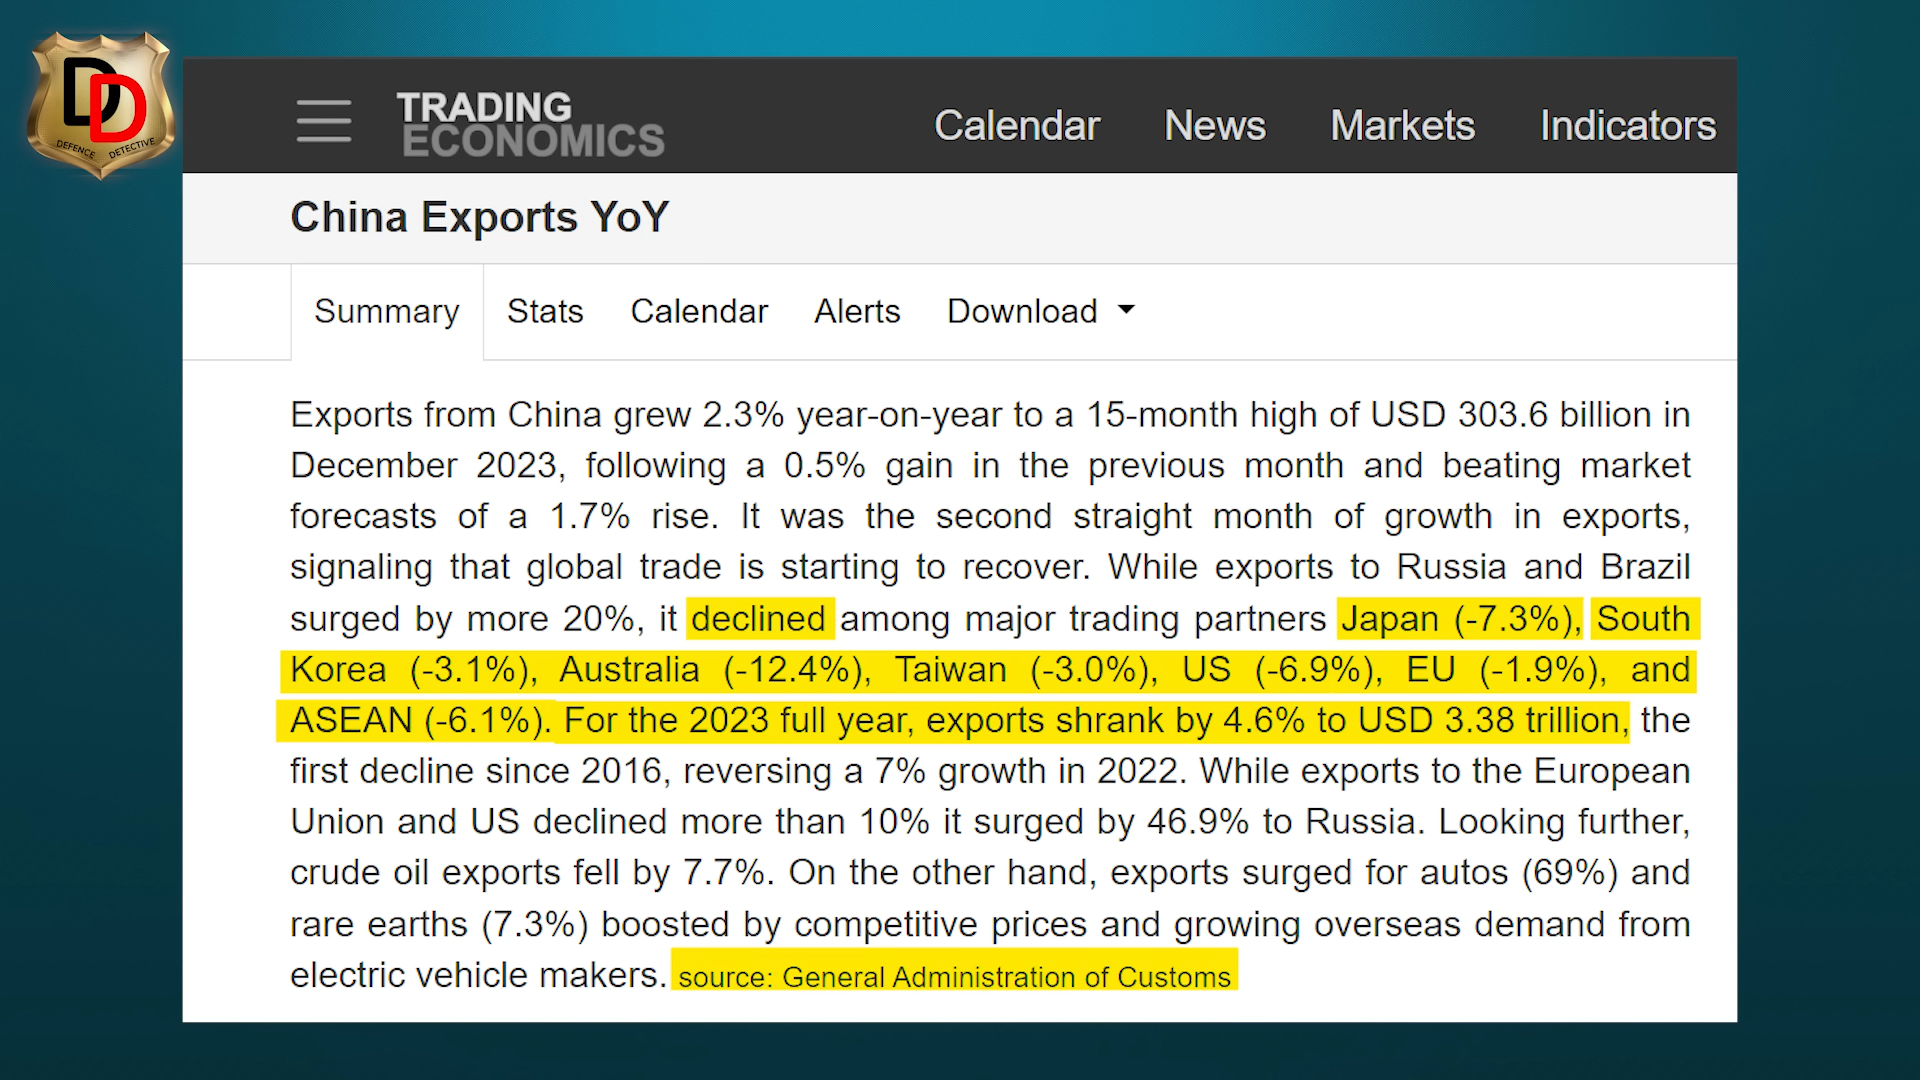 DD
DEFENCE DETECTIVE
TRADING
ECONOMICS
Calendar News Markets Indicators
China Exports YoY
Summary Stats Calendar Alerts Download
Exports from China grew 2.3% year-on-year to a 15-month high of USD 303.6 billion in
December 2023, following a 0.5% gain in the previous month and beating market
forecasts of a 1.7% rise. It was the second straight month of growth in exports,
signaling that global trade is starting to recover. While exports to Russia and Brazil
surged by more 20%, it declined among major trading partners Japan (-7.3%), South
Korea (-3.1%), Australia (-12.4%), Taiwan (-3.0%), US (-6.9%), EU (-1.9%), and
ASEAN (-6.1%). For the 2023 full year, exports shrank by 4.6% to USD 3.38 trillion, the
first decline since 2016, reversing a 7% growth in 2022. While exports to the European
Union and US declined more than 10% it surged by 46.9% to Russia. Looking further,
crude oil exports fell by 7.7%. On the other hand, exports surged for autos (69%) and
rare earths (7.3%) boosted by competitive prices and growing overseas demand from
electric vehicle makers. source: General Administration of Customs